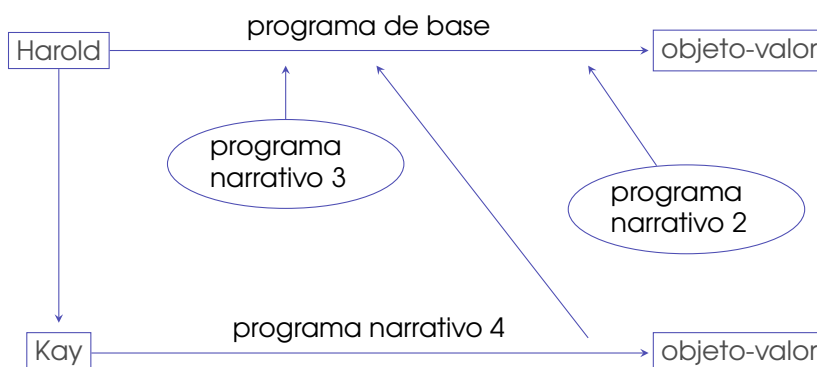 programa de base
Harold
objeto-valor
programa
narrativo 3
programa
narrativo 2
programa narrativo 4
Kay
objeto-valor